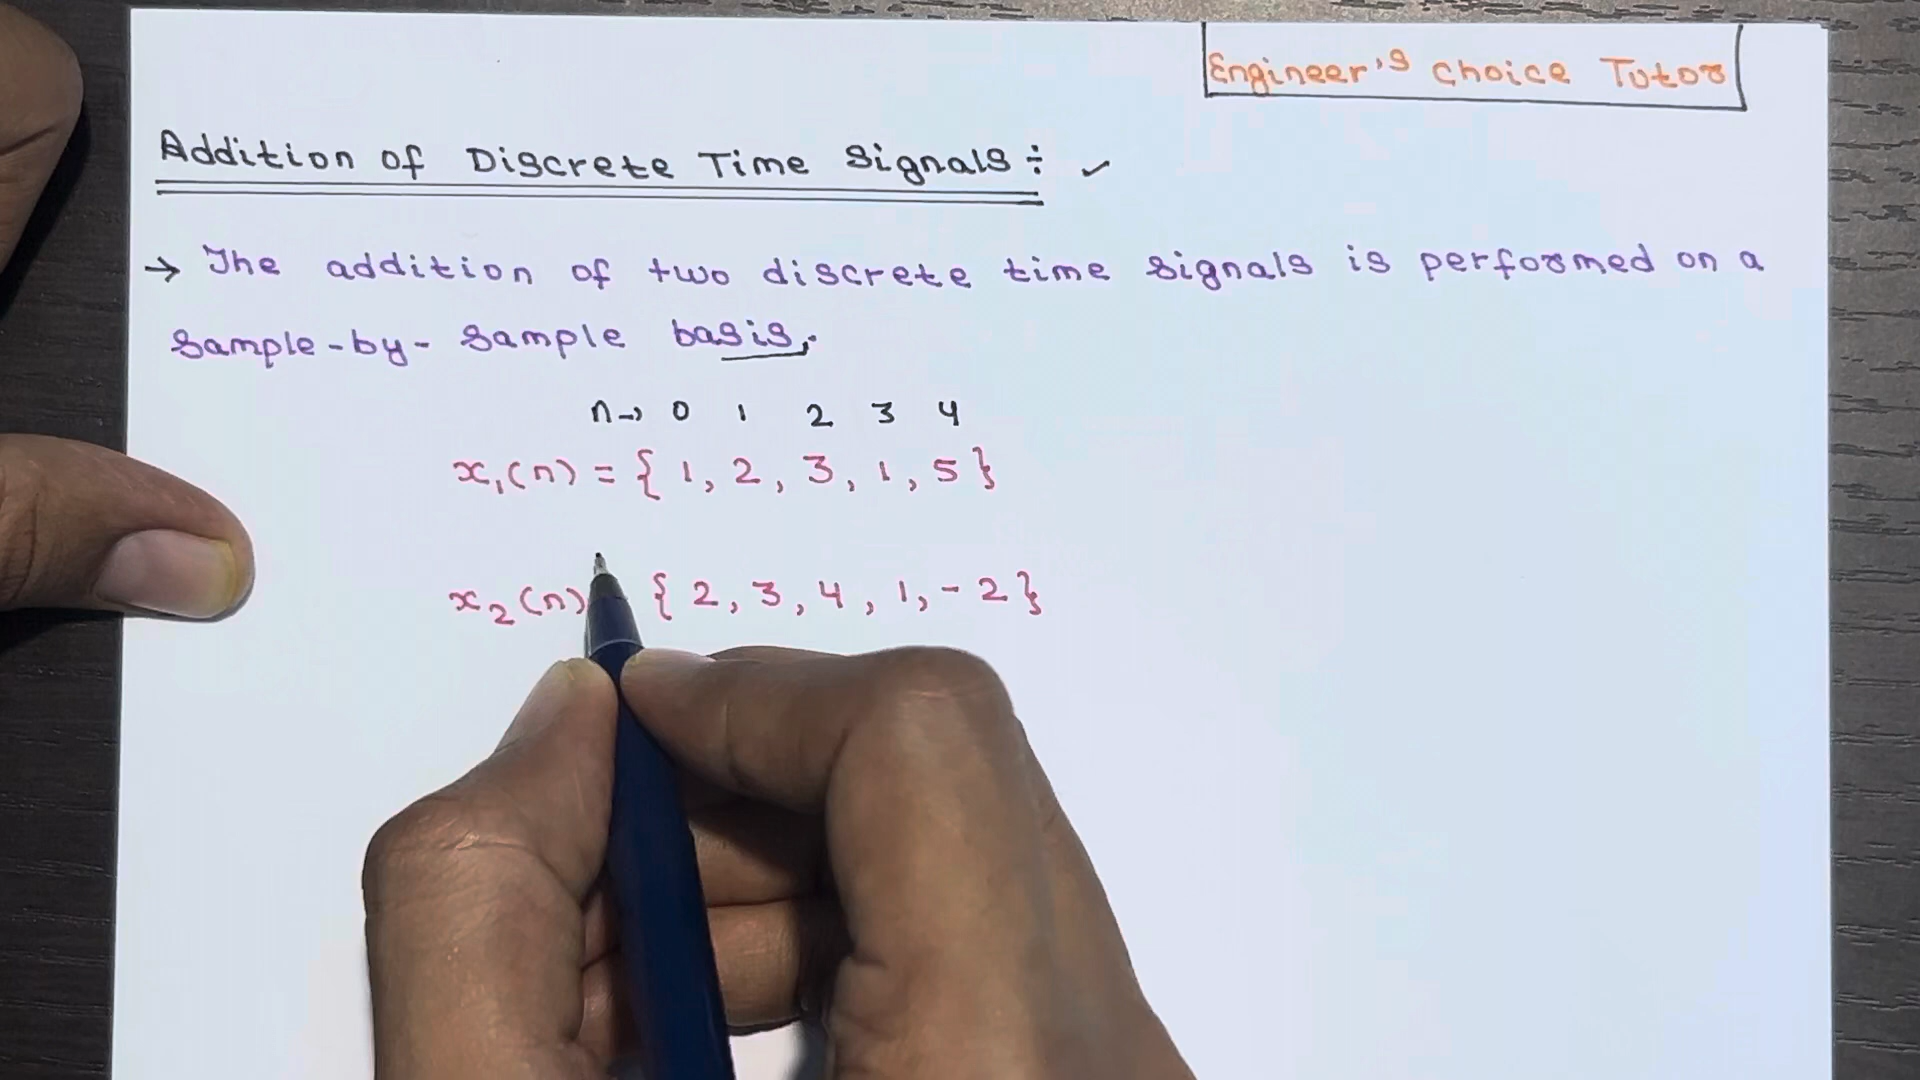 Engineer's choice Tutor
Addition of Discrete Time Signals ÷ ✓
→ The addition of two discrete time signals is performed on a
sample-by-sample basis.
n→ 0 1 2 3 4
x₁(n) = { 1, 2, 3, 1, 5 }
x₂(n) { 2, 3, 4, 1, -2 }